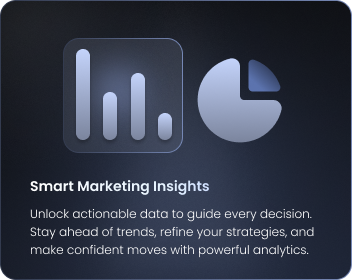 Smart Marketing Insights
Unlock actionable data to guide every decision.
Stay ahead of trends, refine your strategies, and
make confident moves with powerful analytics.